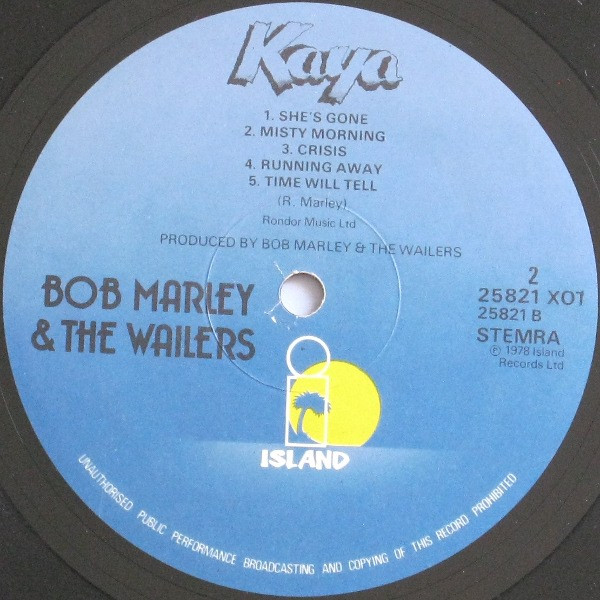 Kaya
1. SHE'S GONE
2. MISTY MORNING
3. CRISIS
4. RUNNING AWAY
5. TIME WILL TELL
(R. Marley)
Rondor Music Ltd
PRODUCED BY BOB MARLEY & THE WAILERS
BOB MARLEY
& THE WAILERS
2
25821 XOT
25821 B
STEMRA
℗ 1978 Island
Records Ltd
ISLAND
UNAUTHORISED PUBLIC PERFORMANCE BROADCASTING AND COPYING OF THIS RECORD PROHIBITED